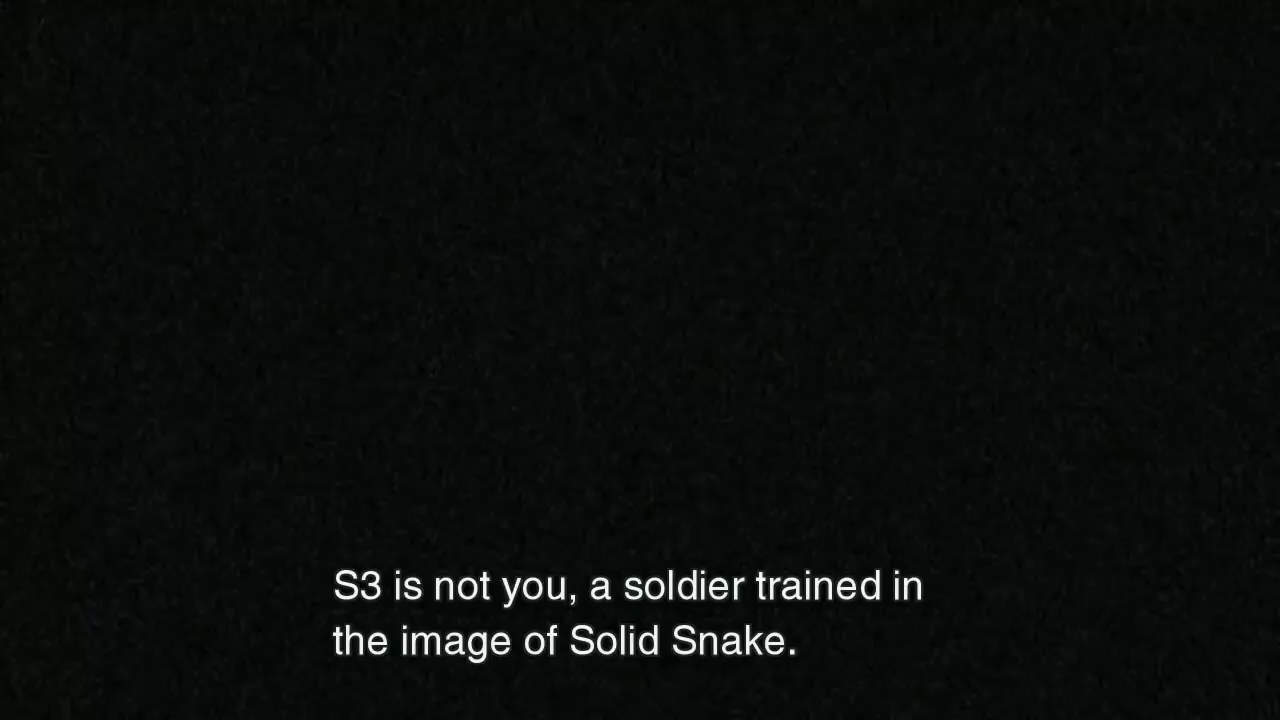 S3 is not you, a soldier trained in
the image of Solid Snake.